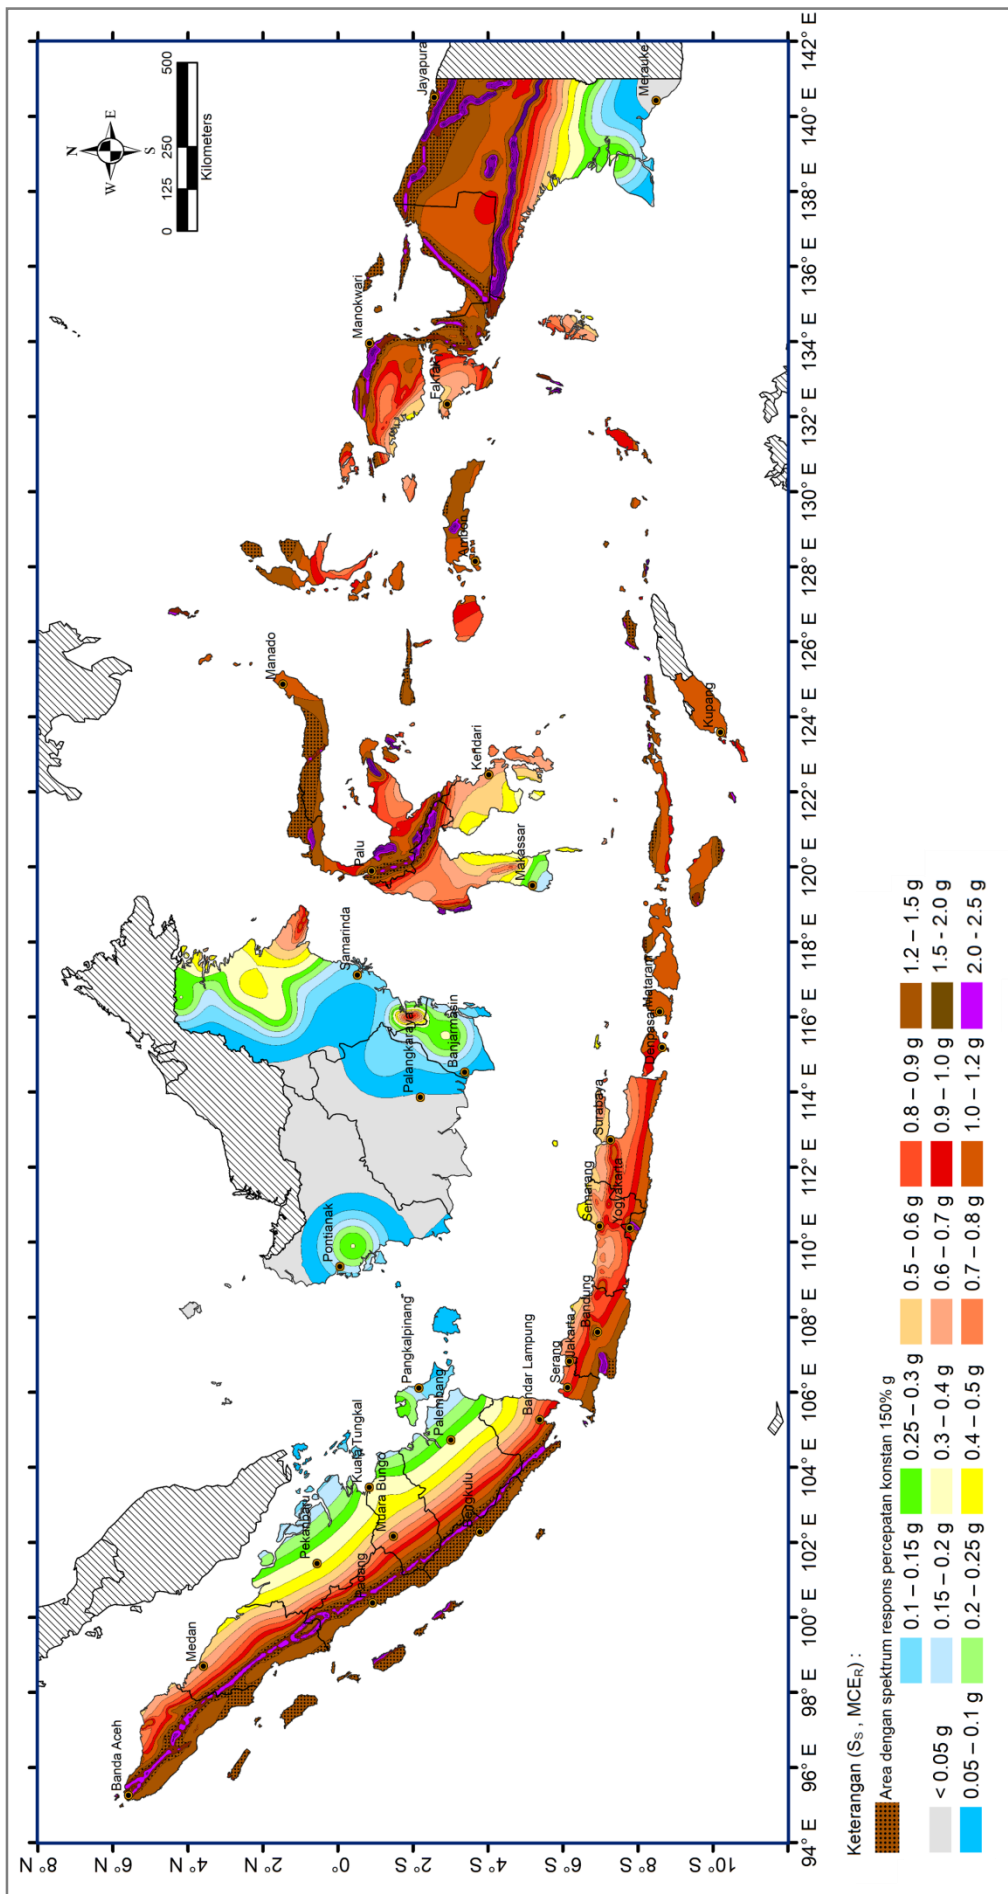 8° N
6° N
4° N
2° N
0°
2° S
4° S
6° S
8° S
10° S
94° E
96° E
98° E
100° E
102° E
104° E
106° E
108° E
110° E
112° E
114° E
116° E
118° E
120° E
122° E
124° E
126° E
128° E
130° E
132° E
134° E
136° E
138° E
140° E
142° E
N
W
E
S
0
125
250
500
Kilometers
Banda Aceh
Medan
Pekanbaru
Padang
Kuala Tungkal
Muara Bungo
Bengkulu
Palembang
Pangkalpinang
Bandar Lampung
Serang
Jakarta
Bandung
Semarang
Yogyakarta
Surabaya
Denpasar
Mataram
Kupang
Pontianak
Palangkaraya
Banjarmasin
Samarinda
Palu
Makassar
Kendari
Manado
Ambon
Fakfak
Manokwari
Jayapura
Merauke
Keterangan (SS , MCER) :
Area dengan spektrum respons percepatan konstan 150% g
< 0.05 g
0.05 – 0.1 g
0.1 – 0.15 g
0.15 – 0.2 g
0.2 – 0.25 g
0.25 – 0.3 g
0.3 – 0.4 g
0.4 – 0.5 g
0.5 – 0.6 g
0.6 – 0.7 g
0.7 – 0.8 g
0.8 – 0.9 g
0.9 – 1.0 g
1.0 – 1.2 g
1.2 – 1.5 g
1.5 - 2.0 g
2.0 - 2.5 g